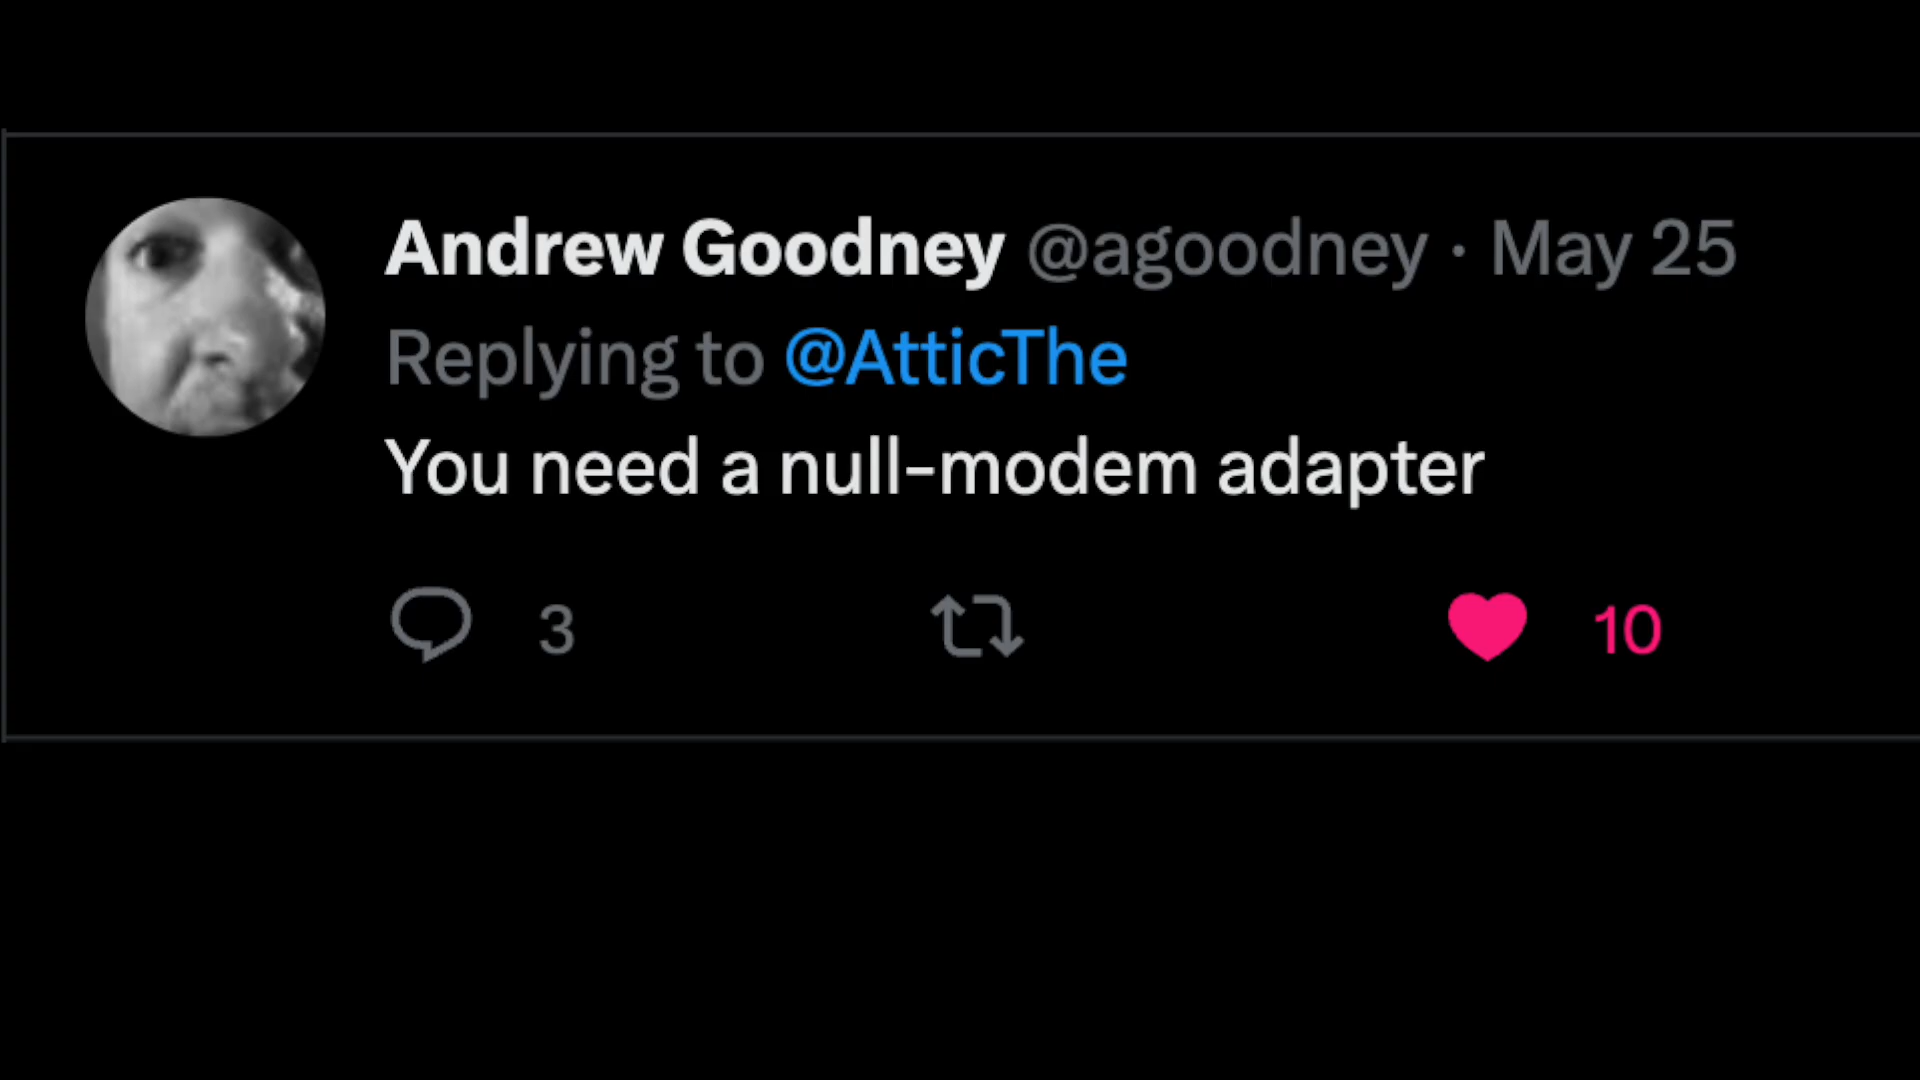 Andrew Goodney @agoodney · May 25
Replying to @AtticThe
You need a null-modem adapter
3 10